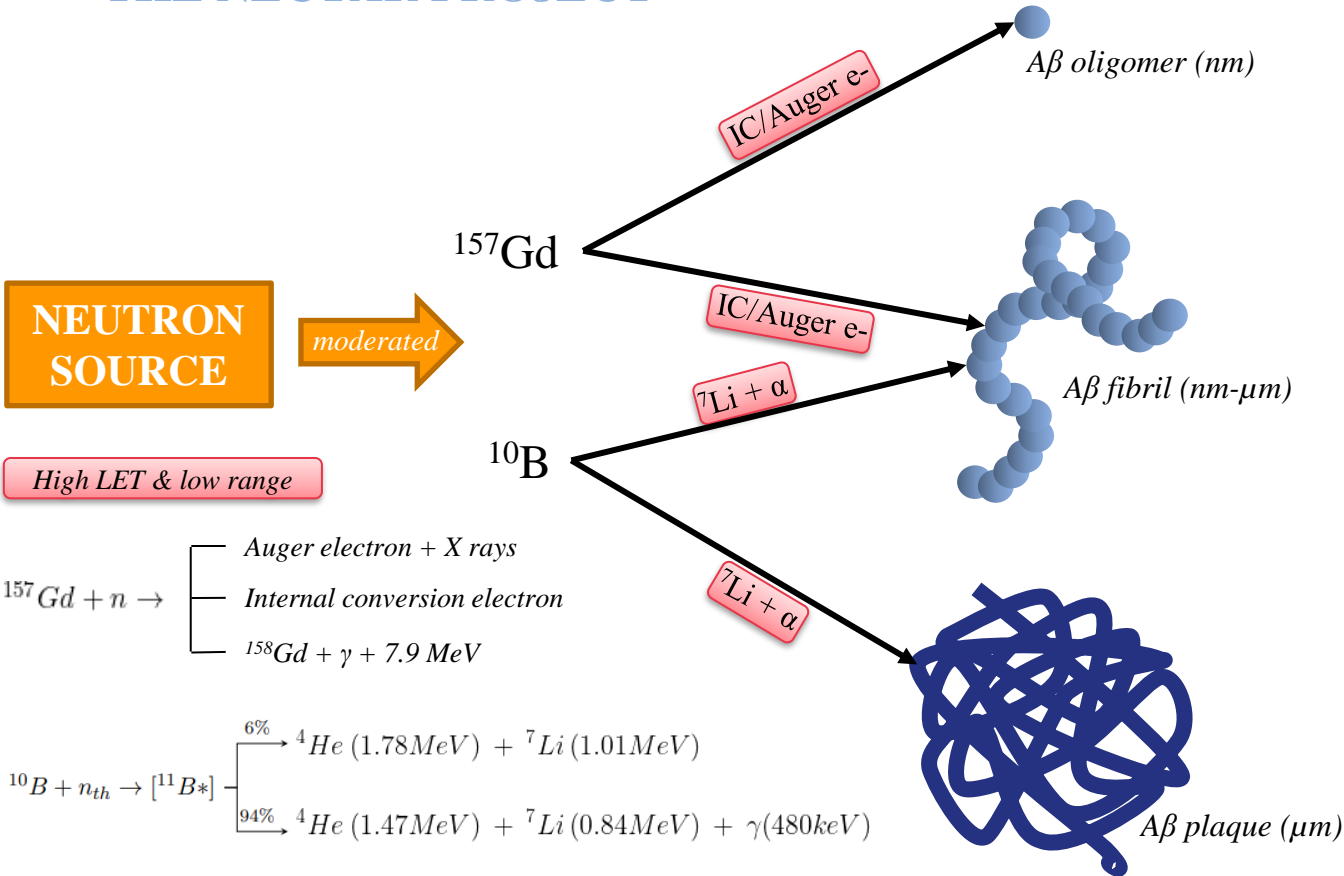 Aβ oligomer (nm)
IC/Auger e-
¹⁵⁷Gd
NEUTRON
SOURCE
moderated
IC/Auger e-
⁷Li + α
Aβ fibril (nm-μm)
¹⁰B
High LET & low range
⁷Li + α
¹⁵⁷Gd + n →
Auger electron + X rays
Internal conversion electron
¹⁵⁸Gd + γ + 7.9 MeV
¹⁰B + nₜₕ → [¹¹B*]
6% ⁴He (1.78MeV) + ⁷Li (1.01MeV)
94% ⁴He (1.47MeV) + ⁷Li (0.84MeV) + γ(480keV)
Aβ plaque (μm)